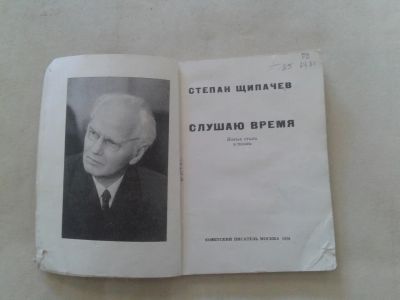 СТЕПАН ЩИПАЧЕВ
СЛУШАЮ ВРЕМЯ
СОВЕТСКИЙ ПИСАТЕЛЬ МОСКВА